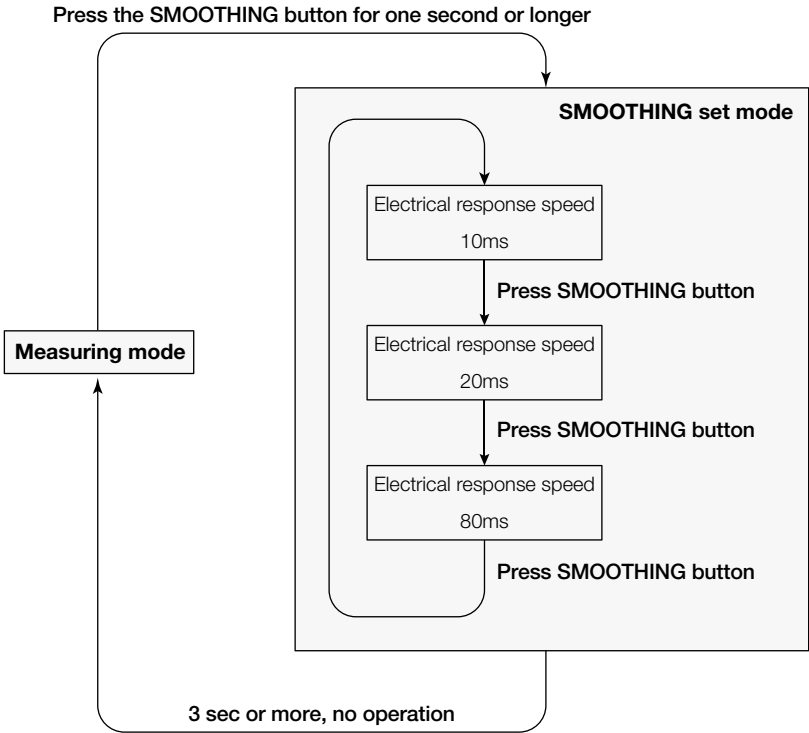 Press the SMOOTHING button for one second or longer
SMOOTHING set mode
Electrical response speed
10ms
Press SMOOTHING button
Measuring mode
Electrical response speed
20ms
Press SMOOTHING button
Electrical response speed
80ms
Press SMOOTHING button
3 sec or more, no operation